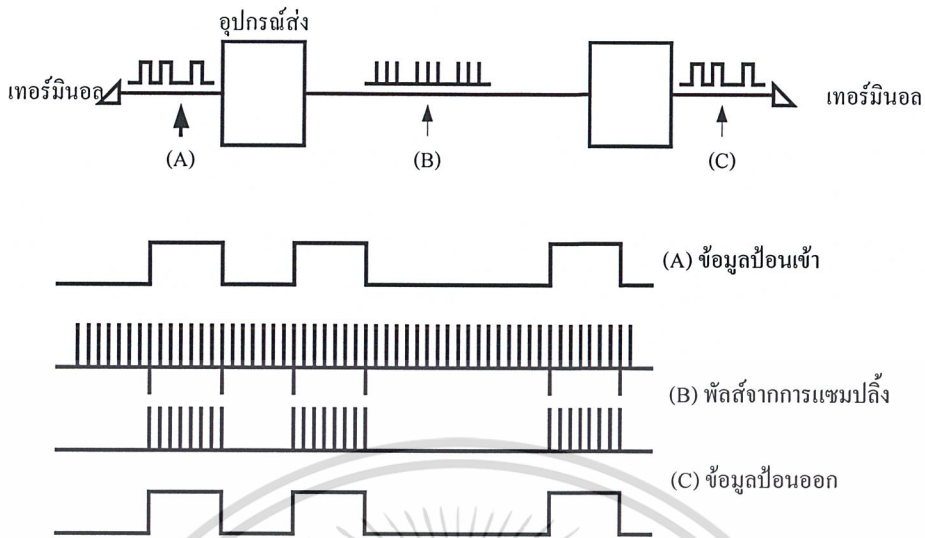 อุปกรณ์ส่ง
เทอร์มินอล
เทอร์มินอล
(A)
(B)
(C)
(A) ข้อมูลป้อนเข้า
(B) พัลส์จากการแซมปลิ้ง
(C) ข้อมูลป้อนออก